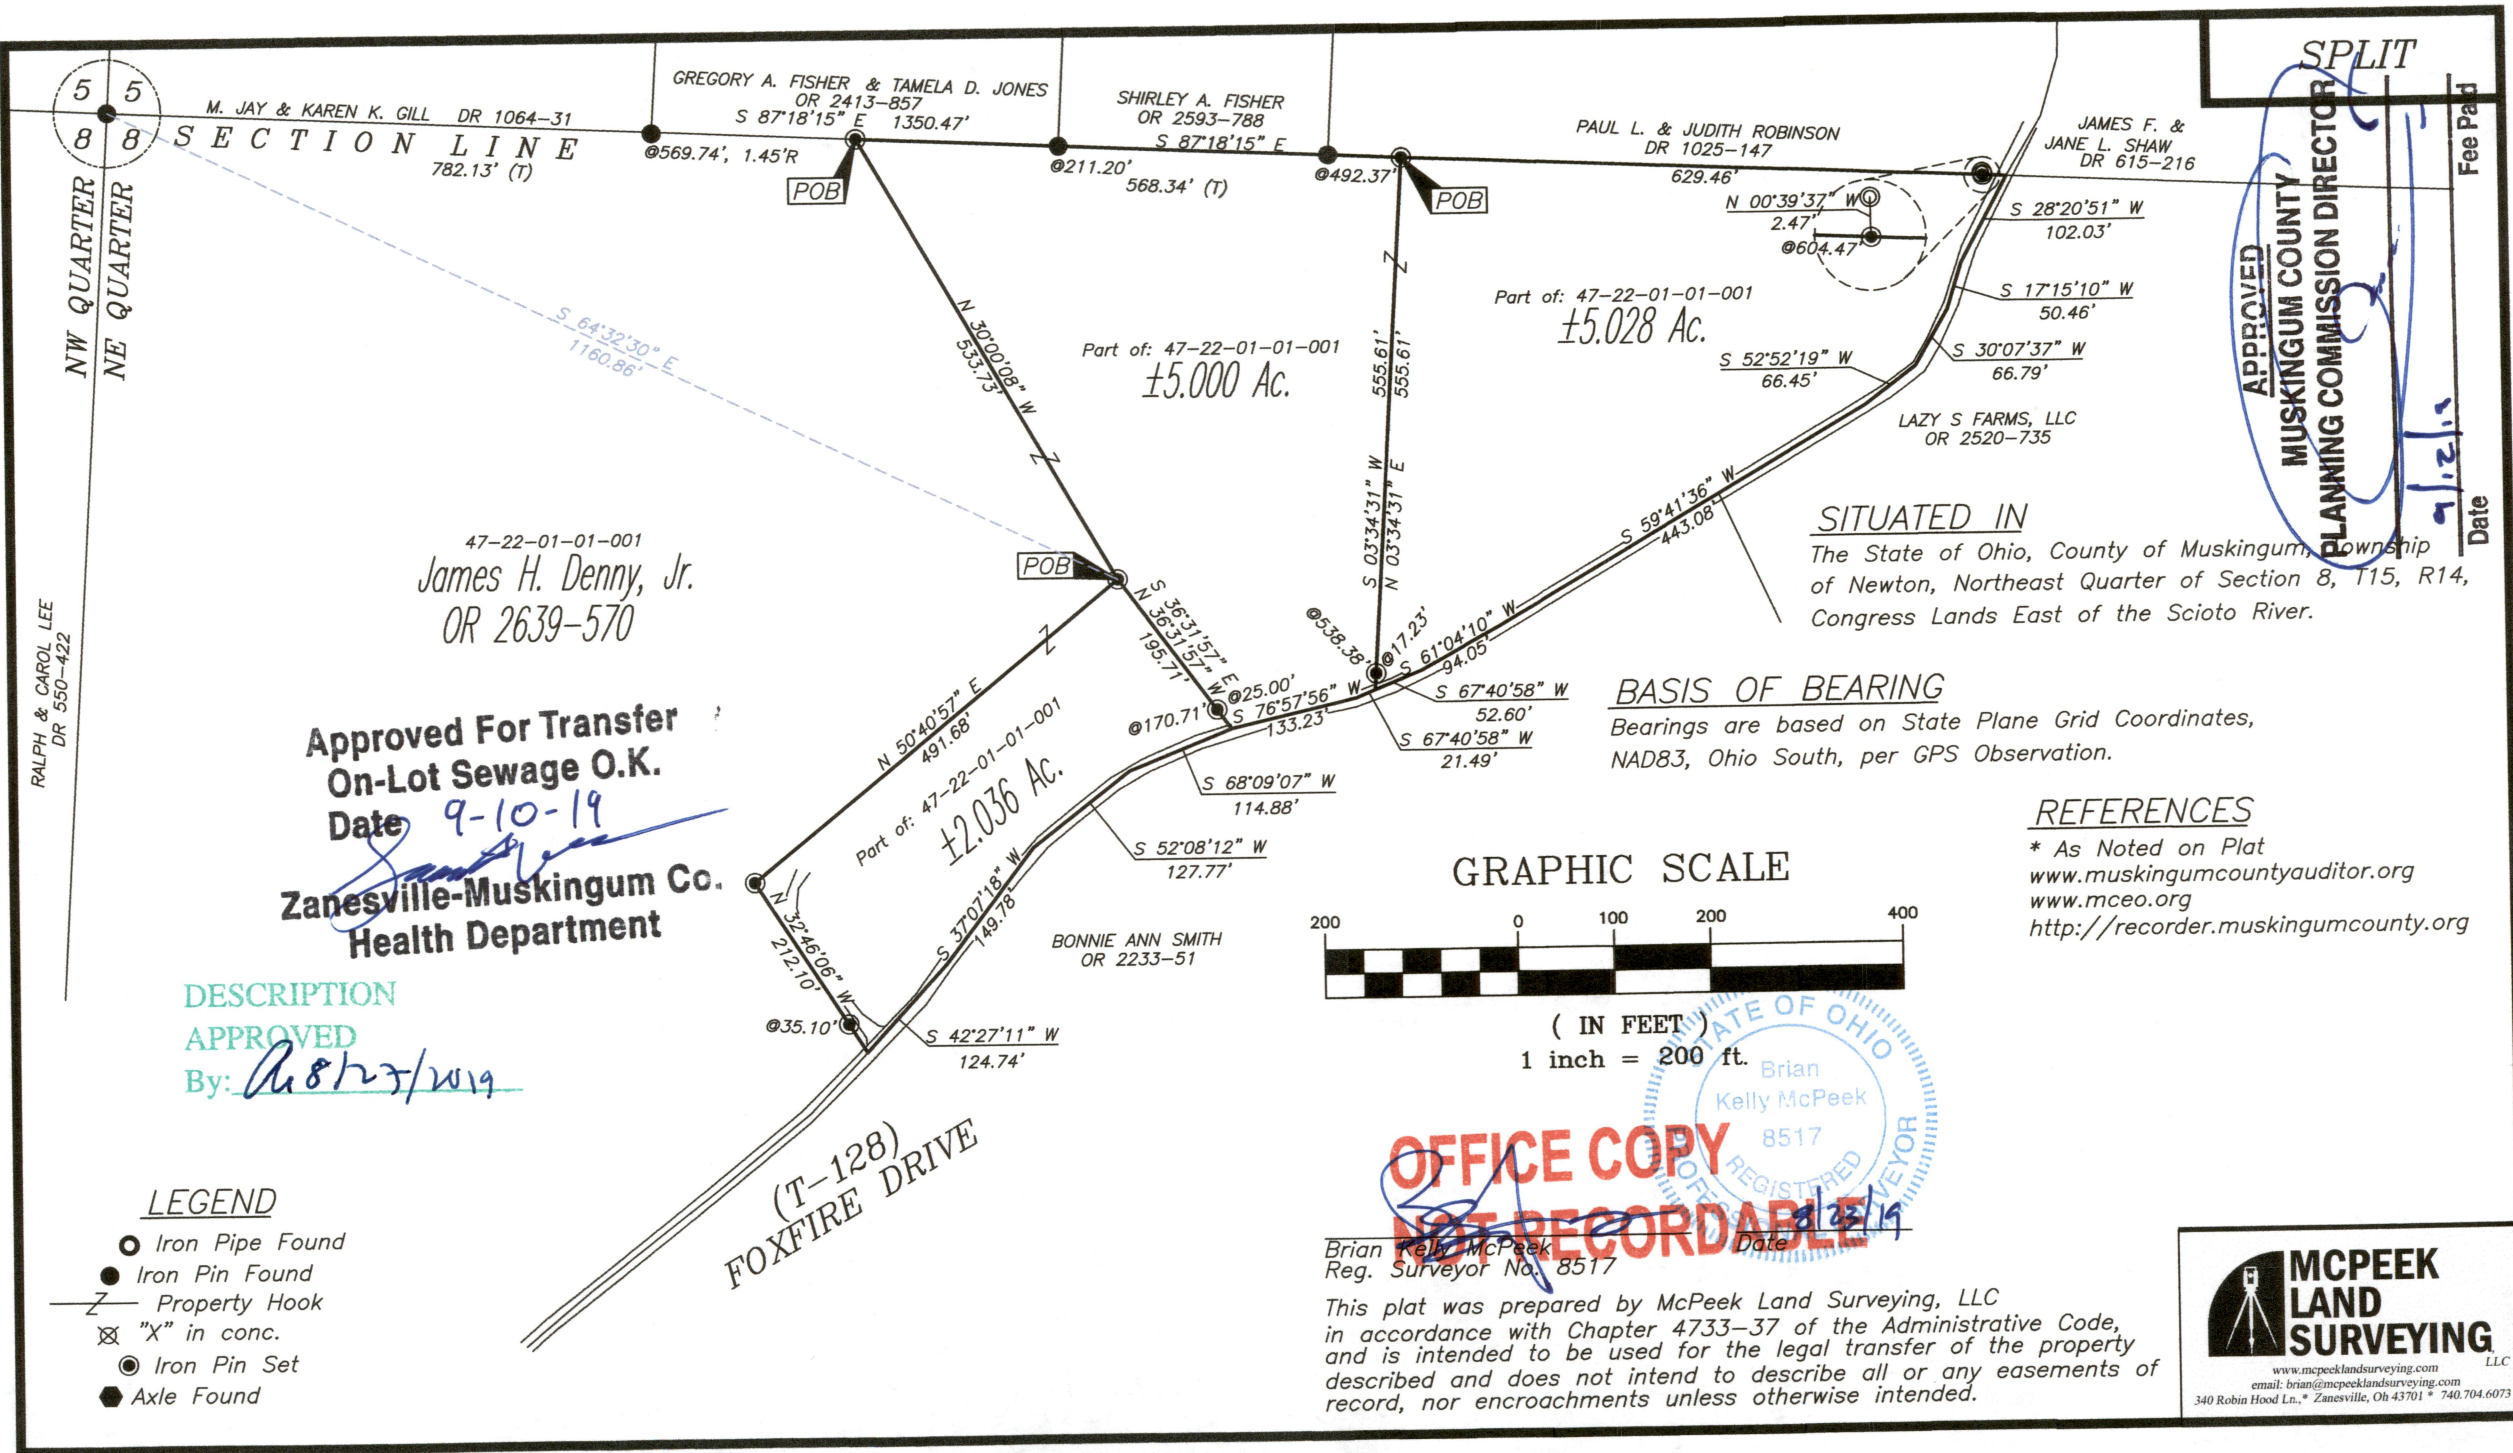 SPLIT
5 5
8 8
M. JAY & KAREN K. GILL DR 1064-31
SECTION LINE
782.13' (T)
GREGORY A. FISHER & TAMELA D. JONES
OR 2413-857
S 87°18'15" E 1350.47'
@569.74', 1.45'R
POB
SHIRLEY A. FISHER
OR 2593-788
S 87°18'15" E
@211.20'
568.34' (T)
@492.37'
POB
PAUL L. & JUDITH ROBINSON
DR 1025-147
629.46'
JAMES F. &
JANE L. SHAW
DR 615-216
N 00°39'37" W
2.47'
@604.47'
S 28°20'51" W
102.03'
S 17°15'10" W
50.46'
S 30°07'37" W
66.79'
S 52°52'19" W
66.45'
LAZY S FARMS, LLC
OR 2520-735
APPROVED
MUSKINGUM COUNTY
PLANNING COMMISSION DIRECTOR
Fee Paid
9/12/19
Date
NW QUARTER
NE QUARTER
S 64°32'30" E
1160.86'
N 30°00'08" W
533.73'
Part of: 47-22-01-01-001
±5.000 Ac.
555.61'
555.61'
S 03°34'31" W
N 03°34'31" E
Part of: 47-22-01-01-001
±5.028 Ac.
S 59°41'36" W
443.08'
47-22-01-01-001
James H. Denny, Jr.
OR 2639-570
RALPH & CAROL LEE
DR 550-422
POB
S 36°31'57" E
N 36°31'57" W
195.71'
@25.00'
@170.71'
S 76°57'56" W
133.23'
@538.38'
@17.23'
S 61°04'10" W
94.05'
S 67°40'58" W
52.60'
S 67°40'58" W
21.49'
S 68°09'07" W
114.88'
S 52°08'12" W
127.77'
N 50°40'57" E
491.68'
Part of: 47-22-01-01-001
±2.036 Ac.
S 37°07'18" W
149.78'
N 32°46'06" W
212.10'
@35.10'
S 42°27'11" W
124.74'
BONNIE ANN SMITH
OR 2233-51
(T-128)
FOXFIRE DRIVE
SITUATED IN
The State of Ohio, County of Muskingum, Township
of Newton, Northeast Quarter of Section 8, T15, R14,
Congress Lands East of the Scioto River.
BASIS OF BEARING
Bearings are based on State Plane Grid Coordinates,
NAD83, Ohio South, per GPS Observation.
REFERENCES
* As Noted on Plat
www.muskingumcountyauditor.org
www.mceo.org
http://recorder.muskingumcounty.org
Approved For Transfer
On-Lot Sewage O.K.
Date 9-10-19
Zanesville-Muskingum Co.
Health Department
DESCRIPTION
APPROVED
By: 8/27/2019
GRAPHIC SCALE
200 0 100 200 400
( IN FEET )
1 inch = 200 ft.
STATE OF OHIO
Brian
Kelly McPeek
8517
REGISTERED
PROFESSIONAL SURVEYOR
OFFICE COPY
NOT RECORDABLE
8/23/19
Brian Kelly McPeek Date
Reg. Surveyor No. 8517
This plat was prepared by McPeek Land Surveying, LLC
in accordance with Chapter 4733-37 of the Administrative Code,
and is intended to be used for the legal transfer of the property
described and does not intend to describe all or any easements of
record, nor encroachments unless otherwise intended.
LEGEND
Iron Pipe Found
Iron Pin Found
Z Property Hook
"X" in conc.
Iron Pin Set
Axle Found
MCPEEK
LAND
SURVEYING,
LLC
www.mcpeeklandsurveying.com
email: brian@mcpeeklandsurveying.com
340 Robin Hood Ln.,* Zanesville, Oh 43701 * 740.704.6073